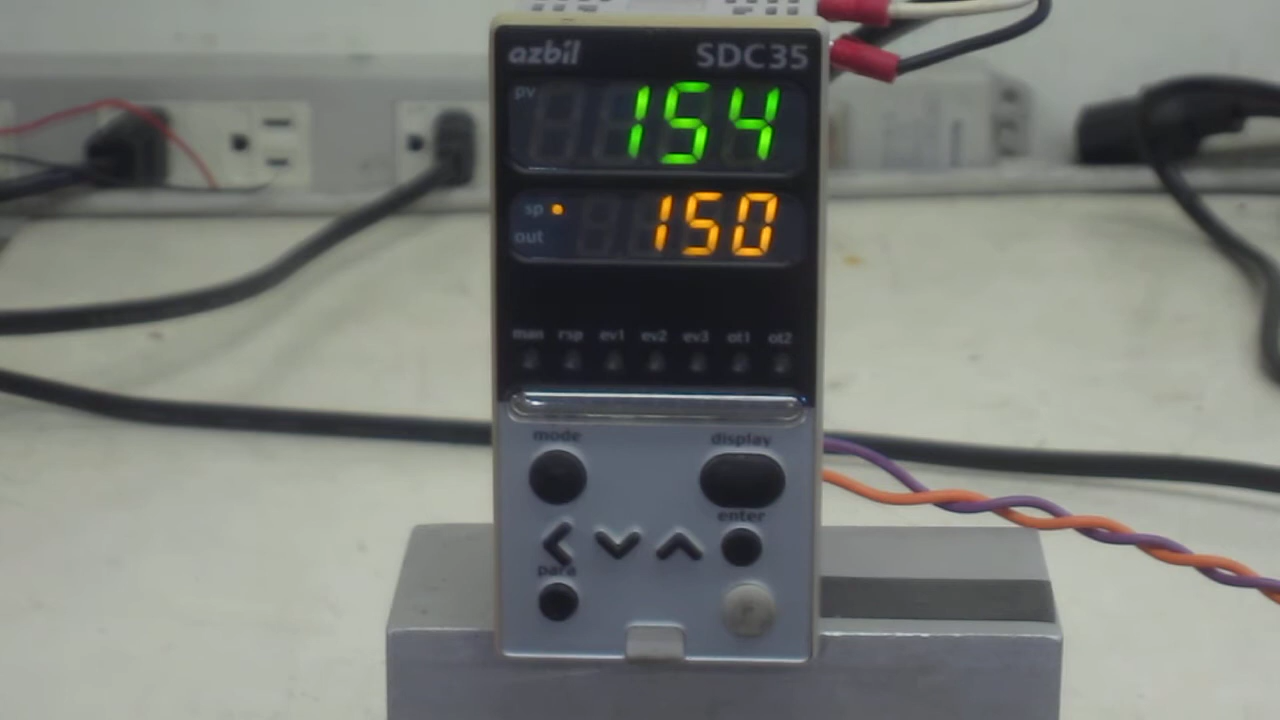 azbil SDC35
pv 154
sp 150
out
man rsp ev1 ev2 ev3 ot1 ot2
mode display
enter
para